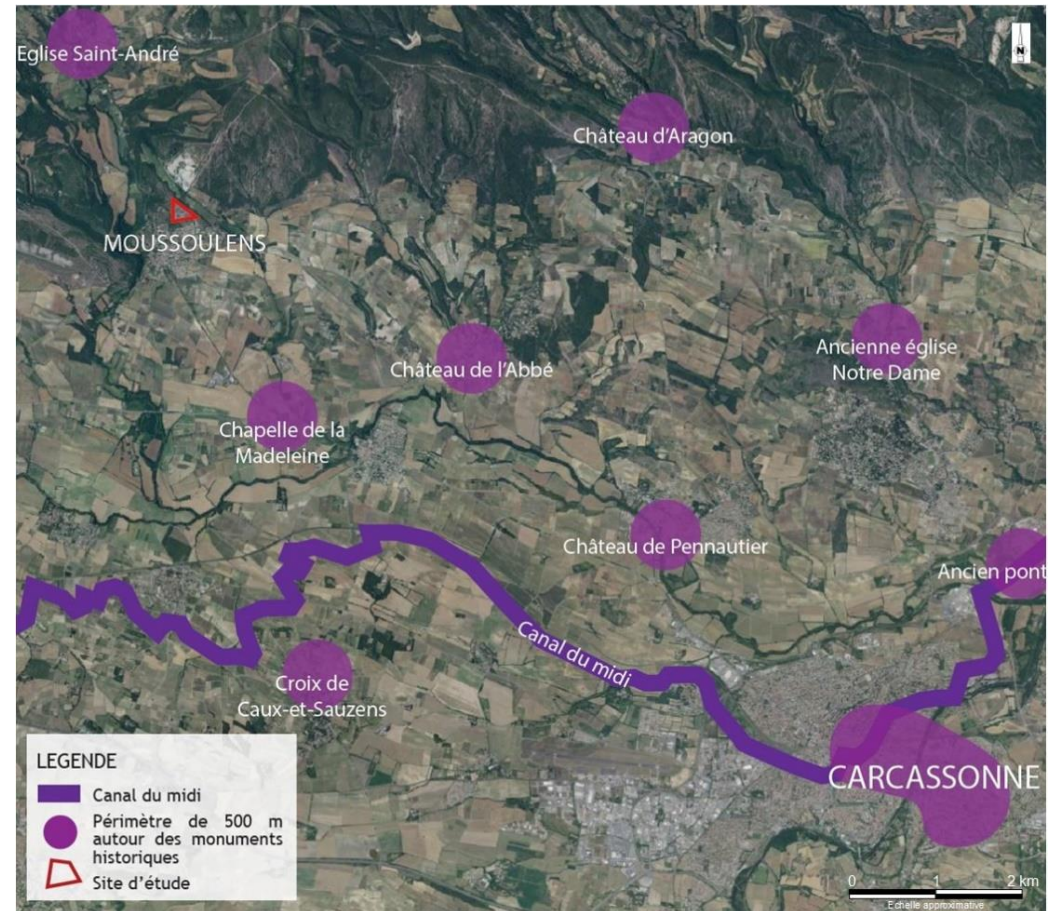 Eglise Saint-André
N
Château d'Aragon
MOUSSOULENS
Ancienne église
Notre Dame
Château de l'Abbé
Chapelle de la
Madeleine
Château de Pennautier
Ancien pont
Canal du midi
Croix de
Caux-et-Sauzens
CARCASSONNE
LEGENDE
Canal du midi
Périmètre de 500 m
autour des monuments
historiques
Site d'étude
0 1 2 km
Echelle approximative